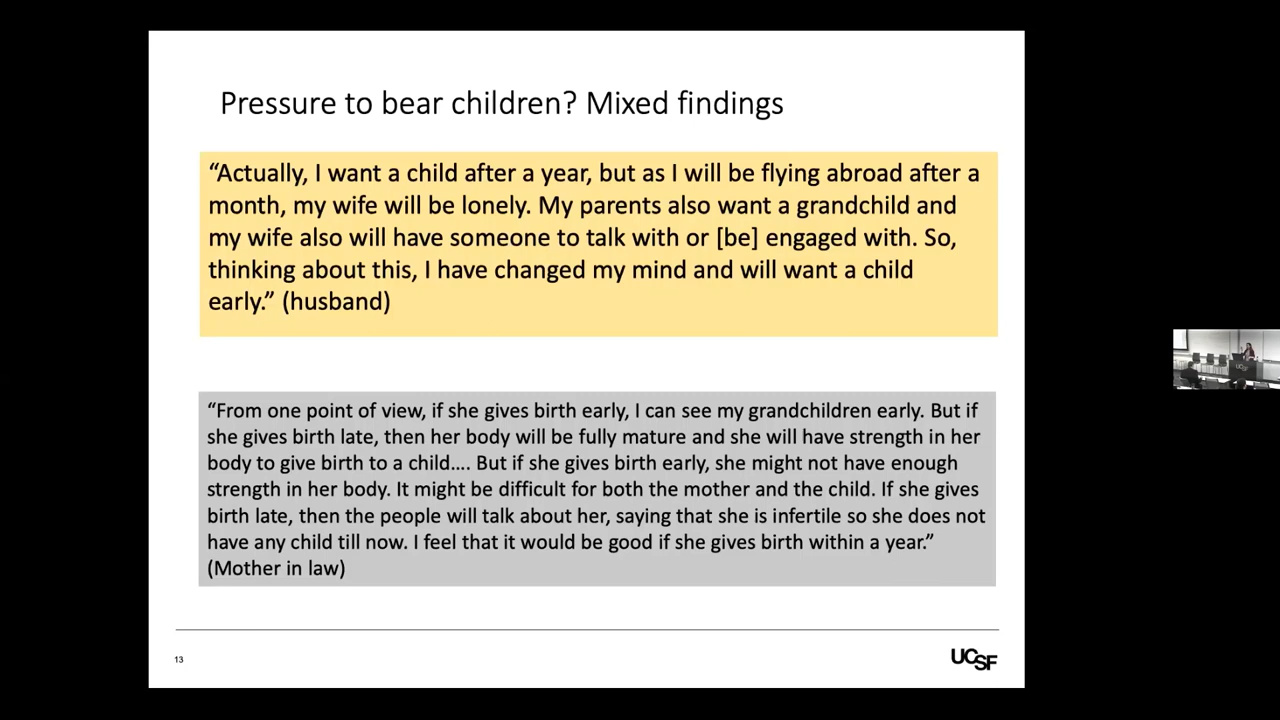 Pressure to bear children? Mixed findings
“Actually, I want a child after a year, but as I will be flying abroad after a
month, my wife will be lonely. My parents also want a grandchild and
my wife also will have someone to talk with or [be] engaged with. So,
thinking about this, I have changed my mind and will want a child
early.” (husband)
“From one point of view, if she gives birth early, I can see my grandchildren early. But if
she gives birth late, then her body will be fully mature and she will have strength in her
body to give birth to a child…. But if she gives birth early, she might not have enough
strength in her body. It might be difficult for both the mother and the child. If she gives
birth late, then the people will talk about her, saying that she is infertile so she does not
have any child till now. I feel that it would be good if she gives birth within a year.”
(Mother in law)
13
UCSF
UCSF